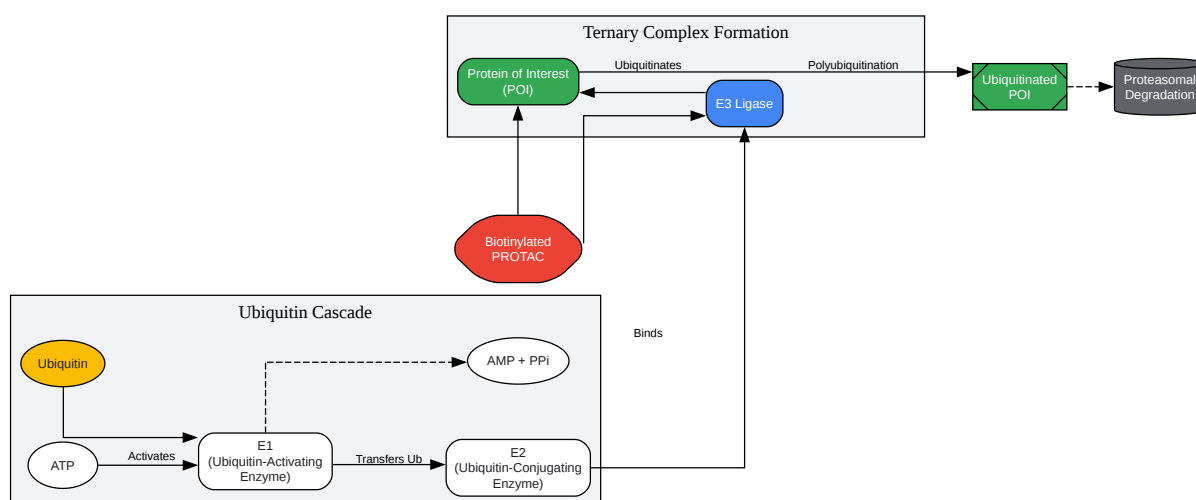 Ternary Complex Formation
Protein of Interest
(POI)
Ubiquitinates
Polyubiquitination
E3 Ligase
Ubiquitinated
POI
Proteasomal
Degradation
Biotinylated
PROTAC
Ubiquitin Cascade
Binds
Ubiquitin
AMP + PPi
ATP
Activates
E1
(Ubiquitin-Activating
Enzyme)
Transfers Ub
E2
(Ubiquitin-Conjugating
Enzyme)